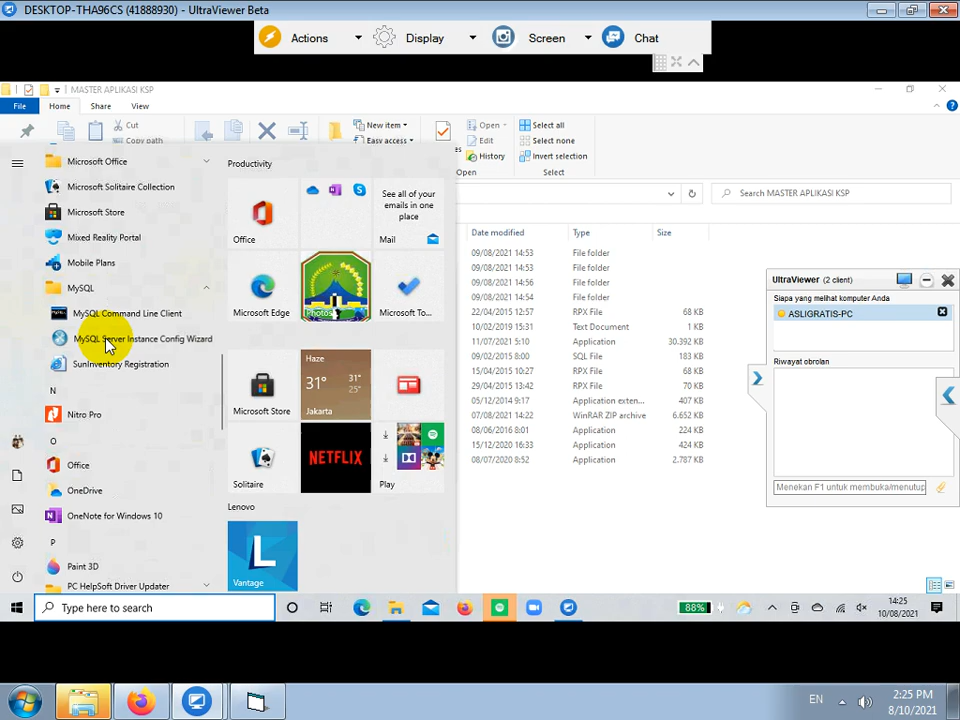 DESKTOP-THA96CS (41888930) - UltraViewer Beta
Actions
Display
Screen
Chat
MASTER APLIKASI KSP
File
Home
Share
View
Cut
Copy path
New item
Easy access
Open
Edit
History
Open
Select all
Select none
Invert selection
Select
Search MASTER APLIKASI KSP
Microsoft Office
Microsoft Solitaire Collection
Microsoft Store
Mixed Reality Portal
Mobile Plans
MySQL
MySQL Command Line Client
MySQL Server Instance Config Wizard
SunInventory Registration
N
Nitro Pro
O
Office
OneDrive
OneNote for Windows 10
P
Paint 3D
PC HelpSoft Driver Updater
Productivity
Office
See all of your emails in one place
Mail
Microsoft Edge
Photos
Microsoft To...
Microsoft Store
Haze
31°
31°
25°
Jakarta
Solitaire
NETFLIX
Play
Lenovo
L
Vantage
Date modified
Type
Size
09/02/2021 14:53 File folder
09/08/2021 14:53 File folder
09/08/2021 14:56 File folder
09/08/2021 14:54 File folder
22/04/2015 12:57 RPX File 68 KB
10/02/2019 15:31 Text Document 1 KB
11/07/2021 5:10 Application 30.392 KB
09/02/2015 8:00 SQL File 183 KB
15/04/2015 10:27 RPX File 68 KB
29/04/2015 13:42 RPX File 70 KB
05/12/2014 9:17 Application exten... 407 KB
07/08/2021 14:22 WinRAR ZIP archive 6.652 KB
08/06/2016 8:01 Application 224 KB
15/12/2020 16:33 Application 424 KB
08/07/2020 8:52 Application 2.787 KB
UltraViewer (2 client)
Siapa yang melihat komputer Anda
ASLIGRATIS-PC
Riwayat obrolan
Menekan F1 untuk membuka/menutup
Type here to search
88%
14:25
10/08/2021
EN
2:25 PM
8/10/2021